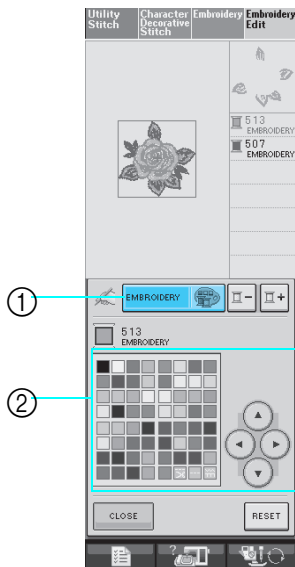 Utility Stitch
Character Decorative Stitch
Embroidery
Embroidery Edit
513
EMBROIDERY
507
EMBROIDERY
①
EMBROIDERY
- +
513
EMBROIDERY
②
CLOSE
RESET
?